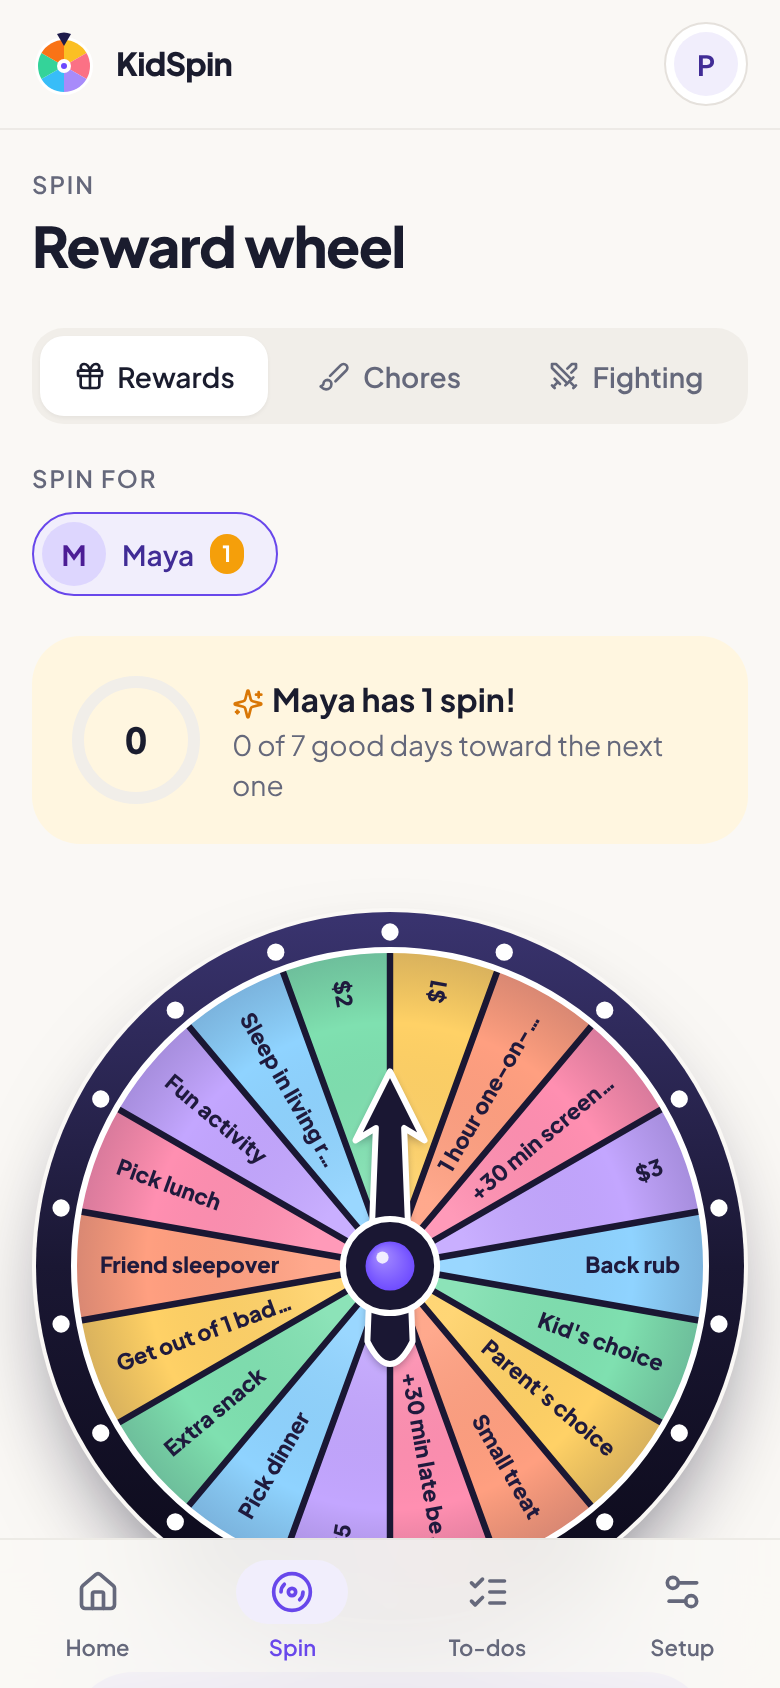 KidSpin
P
SPIN
Reward wheel
Rewards
Chores
Fighting
SPIN FOR
M
Maya
1
0
Maya has 1 spin!
0 of 7 good days toward the next
one
$1
1 hour one-on-…
+30 min screen…
$3
Back rub
Kid's choice
Parent's choice
Small treat
+30 min late be
5
Pick dinner
Extra snack
Get out of 1 bad…
Friend sleepover
Pick lunch
Fun activity
Sleep in living r…
$2
Home
Spin
To-dos
Setup